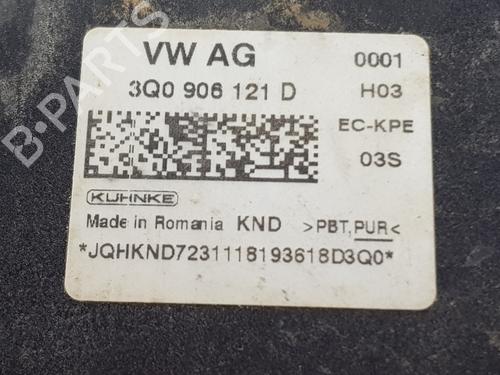 VW AG 0001
3Q0 906 121 D H03
EC-KPE
03S
KUHNKE
Made in Romania KND >PBT,PUR<
*JQHKND7231118193618D3Q0*
B-PARTS